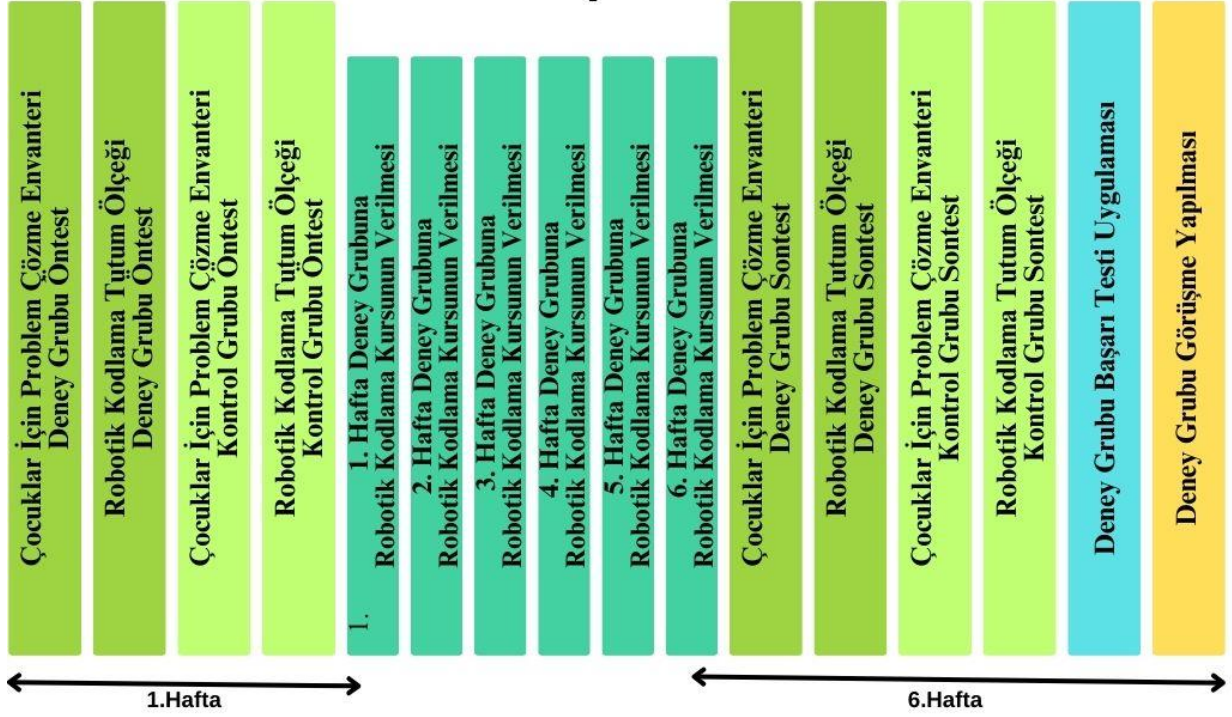 Çocuklar İçin Problem Çözme Envanteri
Deney Grubu Öntest
Robotik Kodlama Tutum Ölçeği
Deney Grubu Öntest
Çocuklar İçin Problem Çözme Envanteri
Kontrol Grubu Öntest
Robotik Kodlama Tutum Ölçeği
Kontrol Grubu Öntest
1.
1. Hafta Deney Grubuna
Robotik Kodlama Kursunun Verilmesi
2. Hafta Deney Grubuna
Robotik Kodlama Kursunun Verilmesi
3. Hafta Deney Grubuna
Robotik Kodlama Kursunun Verilmesi
4. Hafta Deney Grubuna
Robotik Kodlama Kursunun Verilmesi
5. Hafta Deney Grubuna
Robotik Kodlama Kursunun Verilmesi
6. Hafta Deney Grubuna
Robotik Kodlama Kursunun Verilmesi
Çocuklar İçin Problem Çözme Envanteri
Deney Grubu Sontest
Robotik Kodlama Tutum Ölçeği
Deney Grubu Sontest
Çocuklar İçin Problem Çözme Envanteri
Kontrol Grubu Sontest
Robotik Kodlama Tutum Ölçeği
Kontrol Grubu Sontest
Deney Grubu Başarı Testi Uygulaması
Deney Grubu Görüşme Yapılması
1.Hafta
6.Hafta